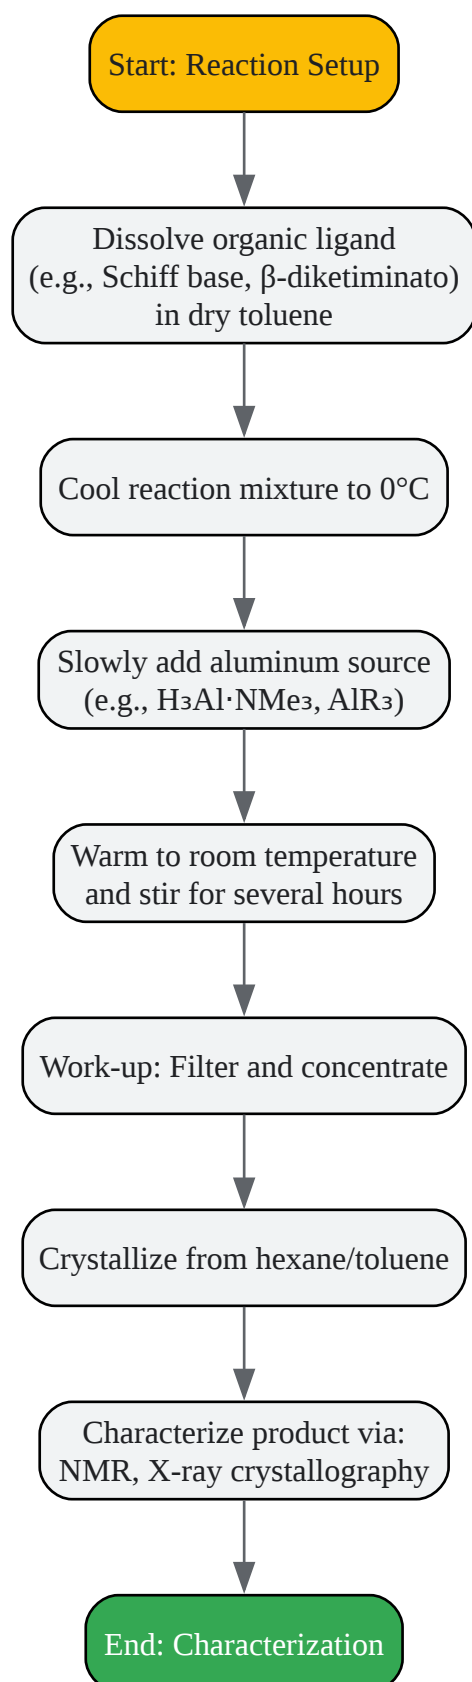 Start: Reaction Setup
Dissolve organic ligand
(e.g., Schiff base, β-diketiminato)
in dry toluene
Cool reaction mixture to 0°C
Slowly add aluminum source
(e.g., H₃Al·NMe₃, AlR₃)
Warm to room temperature
and stir for several hours
Work-up: Filter and concentrate
Crystallize from hexane/toluene
Characterize product via:
NMR, X-ray crystallography
End: Characterization